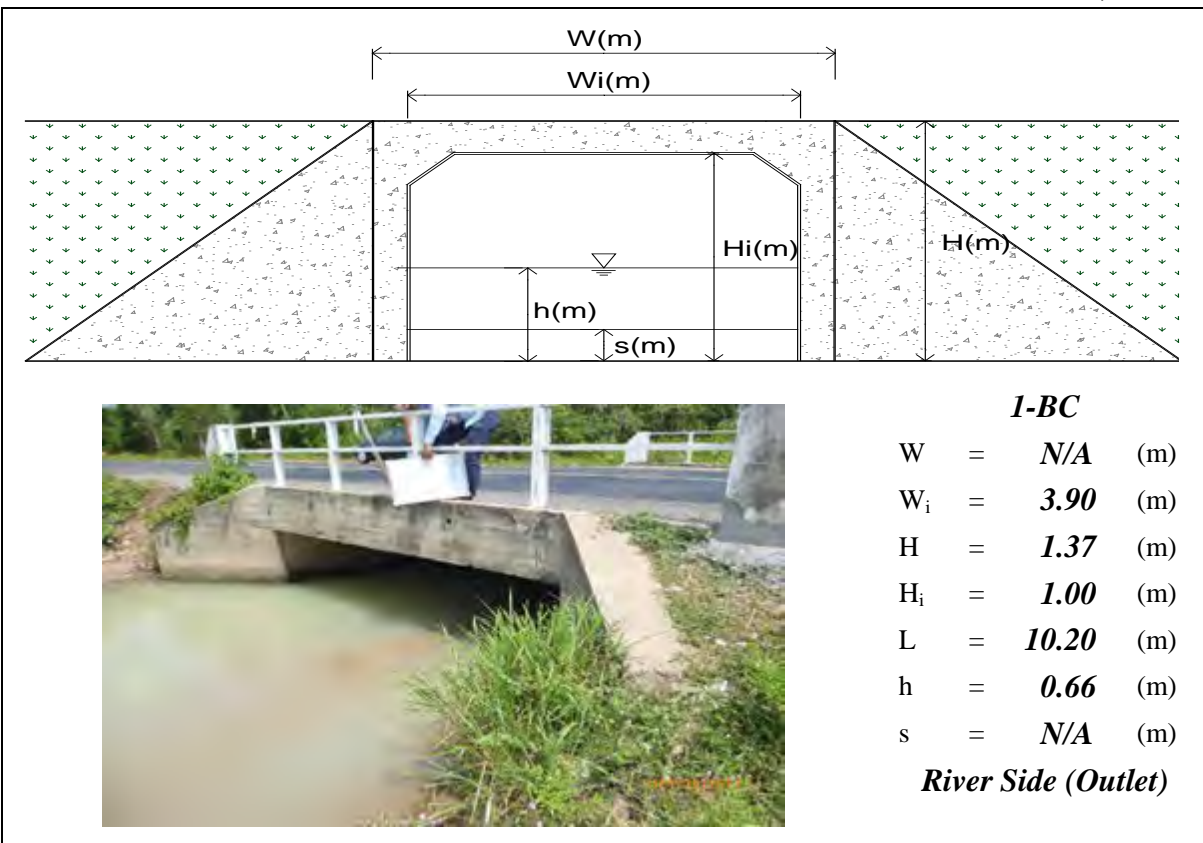 W(m)
Wi(m)
Hi(m)
H(m)
h(m)
s(m)
1-BC
W = N/A (m)
Wi = 3.90 (m)
H = 1.37 (m)
Hi = 1.00 (m)
L = 10.20 (m)
h = 0.66 (m)
s = N/A (m)
River Side (Outlet)